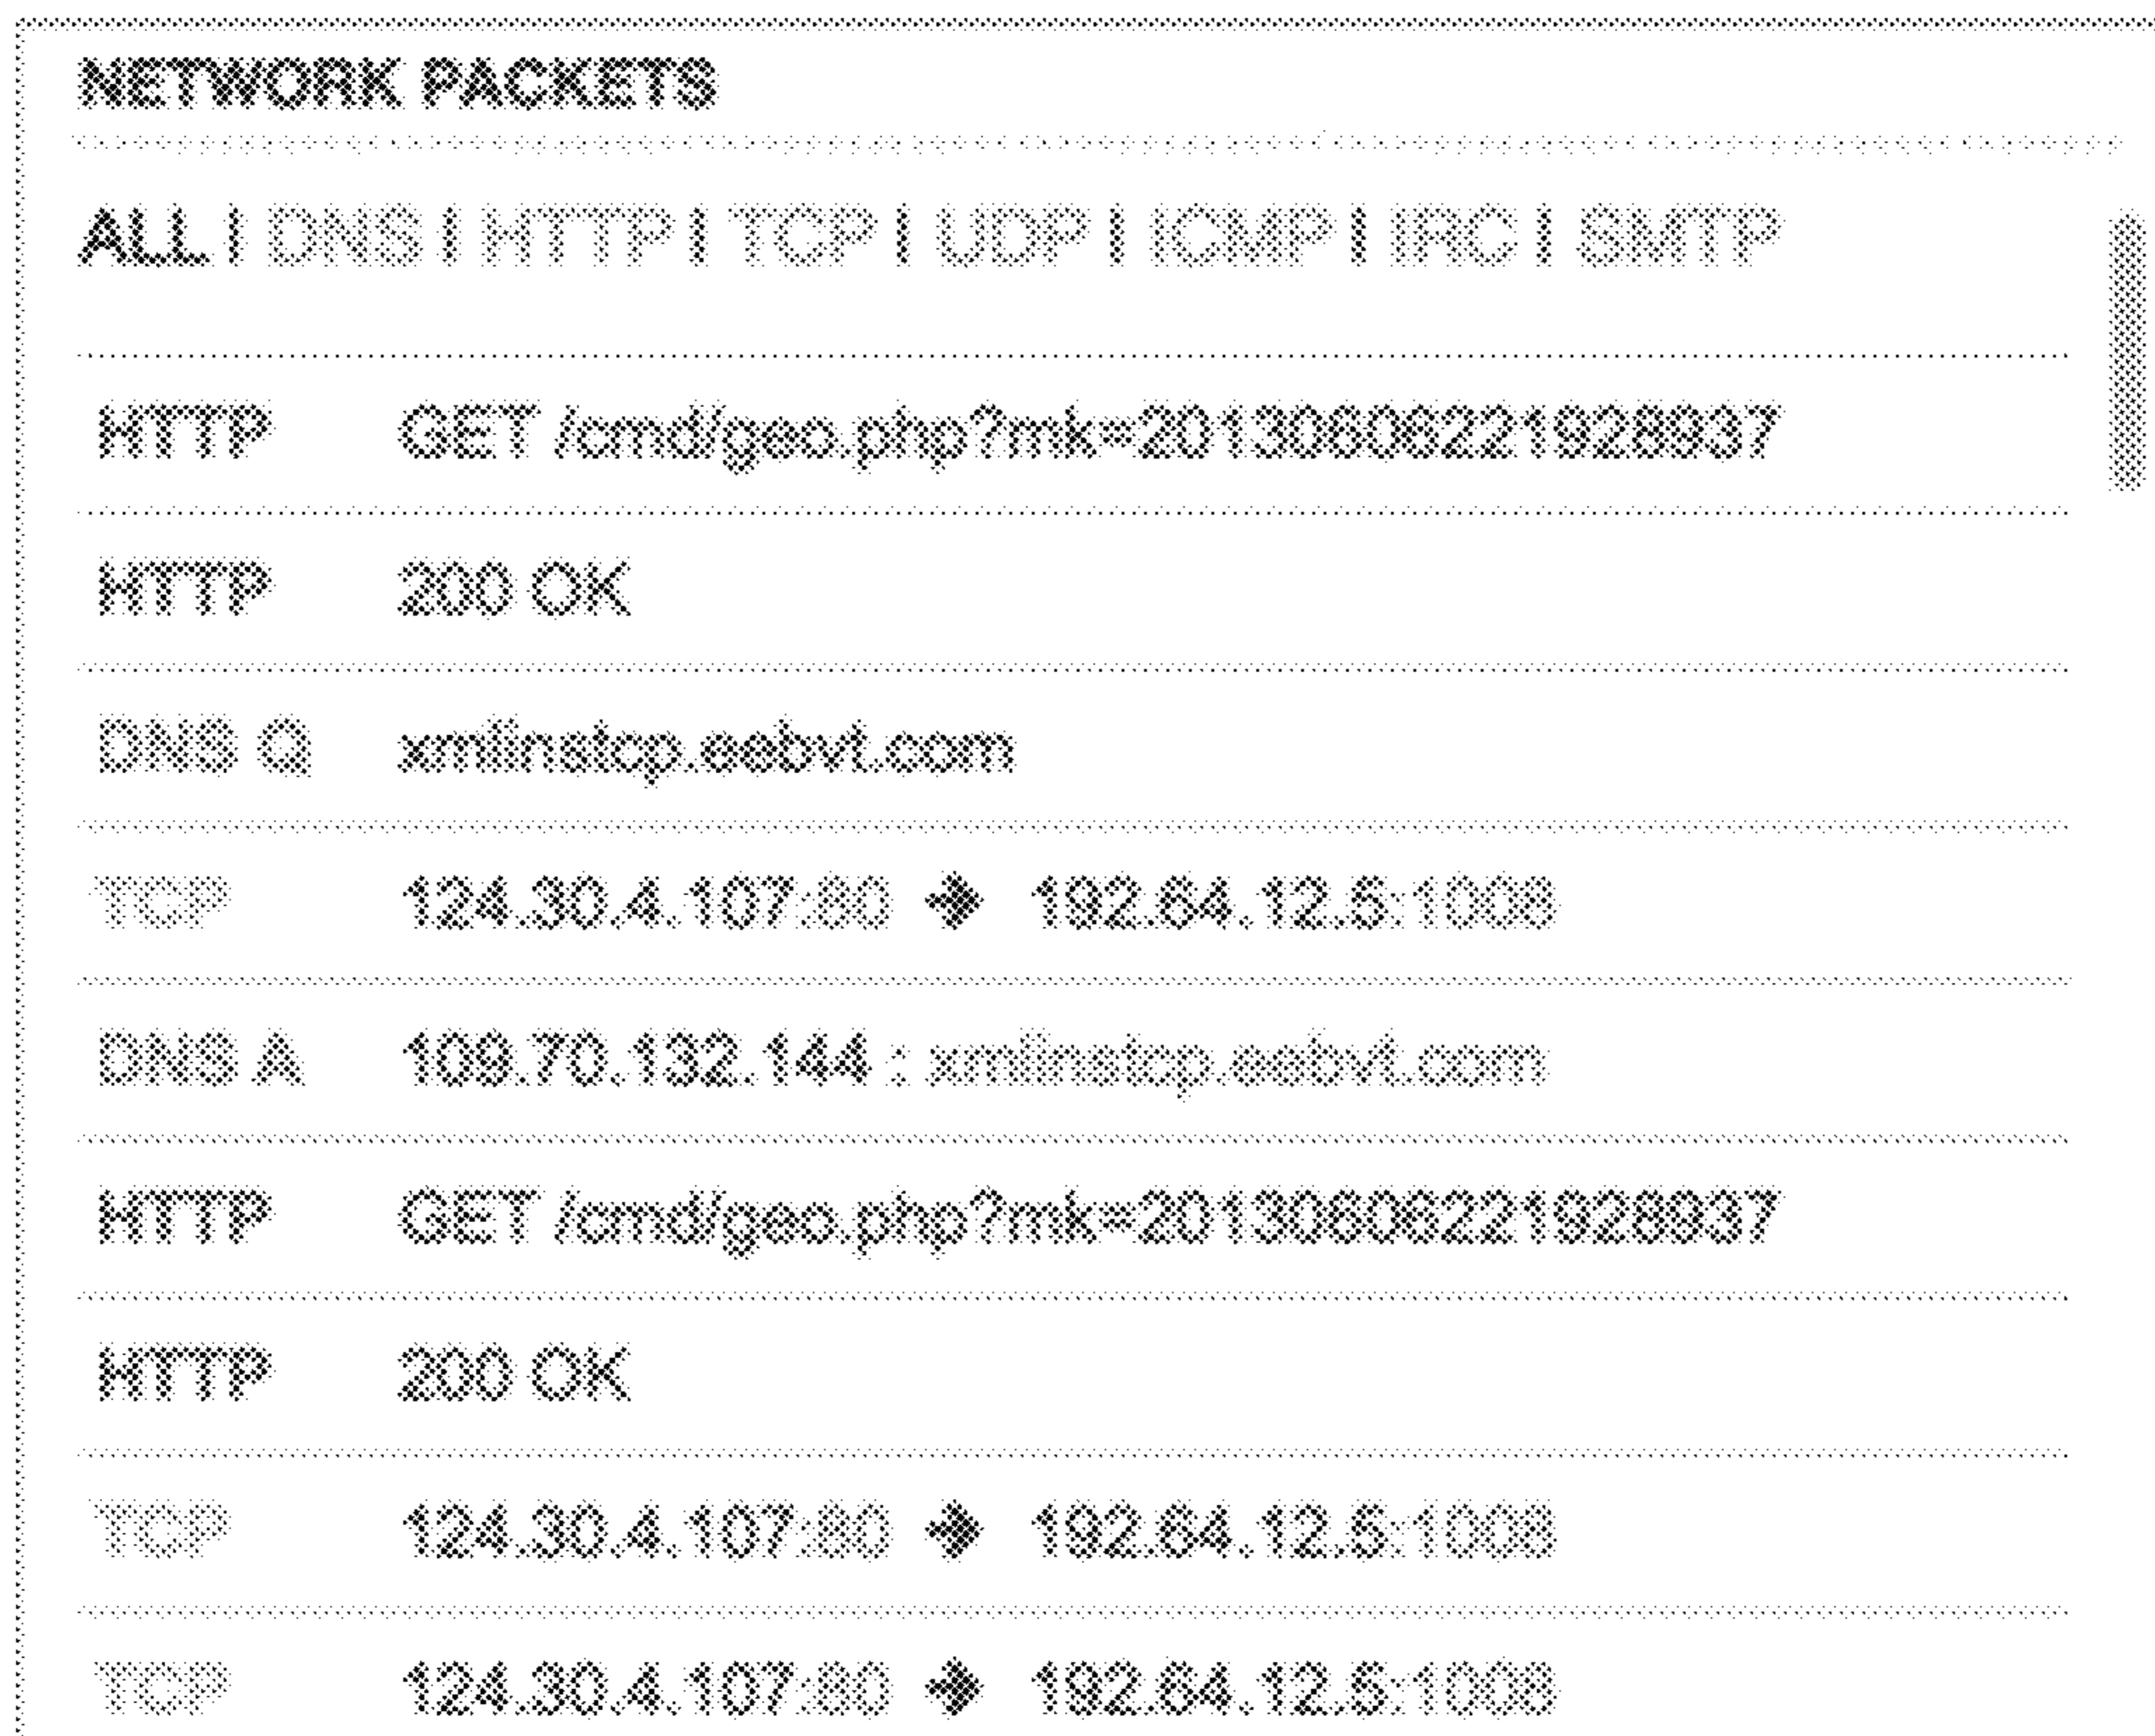 NETWORK PACKETS
ALL | DNS | HTTP | TCP | UDP | ICMP | IRC | SMTP
HTTP GET /cmd/geo.php?mk=20130606221928937
HTTP 200 OK
DNS Q xmlinstcp.eebvt.com
TCP 124.30.4.107:80 → 192.64.12.5:1008
DNS A 109.70.132.144 : xmlinstcp.eebvt.com
HTTP GET /cmd/geo.php?mk=20130606221928937
HTTP 200 OK
TCP 124.30.4.107:80 → 192.64.12.5:1008
TCP 124.30.4.107:80 → 192.64.12.5:1008